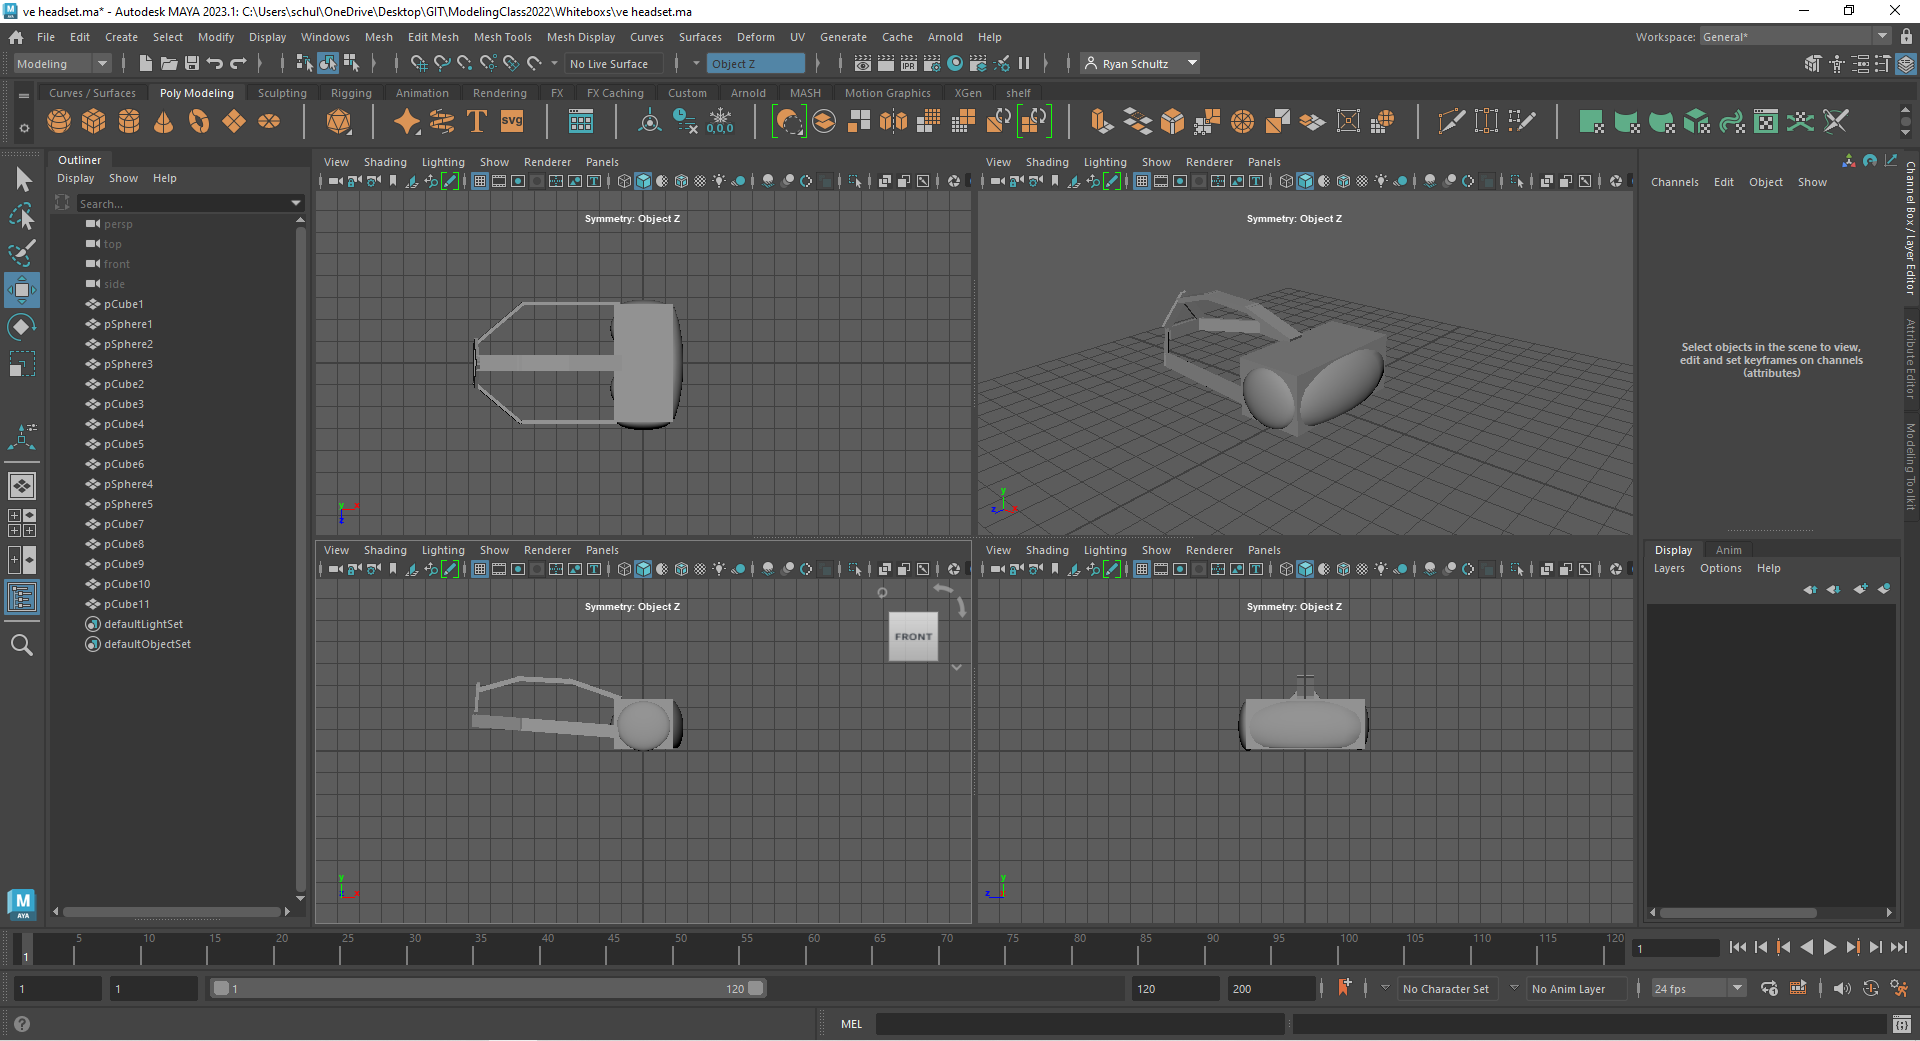 ve headset.ma* - Autodesk MAYA 2023.1: C:\Users\schul\OneDrive\Desktop\GIT\ModelingClass2022\Whiteboxs\ve headset.ma
File Edit Create Select Modify Display Windows Mesh Edit Mesh Mesh Tools Mesh Display Curves Surfaces Deform UV Generate Cache Arnold Help Workspace: General*
Modeling No Live Surface Object Z Ryan Schultz
Curves / Surfaces Poly Modeling Sculpting Rigging Animation Rendering FX FX Caching Custom Arnold MASH Motion Graphics XGen shelf
T SVG 0,0,0
Outliner
Display Show Help
Search...
persp
top
front
side
pCube1
pSphere1
pSphere2
pSphere3
pCube2
pCube3
pCube4
pCube5
pCube6
pSphere4
pSphere5
pCube7
pCube8
pCube9
pCube10
pCube11
defaultLightSet
defaultObjectSet
View Shading Lighting Show Renderer Panels
Symmetry: Object Z
y x
z
View Shading Lighting Show Renderer Panels
Symmetry: Object Z
y
z x
View Shading Lighting Show Renderer Panels
Symmetry: Object Z
FRONT
y
z x
View Shading Lighting Show Renderer Panels
Symmetry: Object Z
y
z
Channels Edit Object Show
Select objects in the scene to view,
edit and set keyframes on channels
(attributes)
Channel Box / Layer Editor
Attribute Editor
Modeling Toolkit
Display Anim
Layers Options Help
M
AYA
5 10 15 20 25 30 35 40 45 50 55 60 65 70 75 80 85 90 95 100 105 110 115 120
1 1
1 1 1 120 120 200 No Character Set No Anim Layer 24 fps
MEL